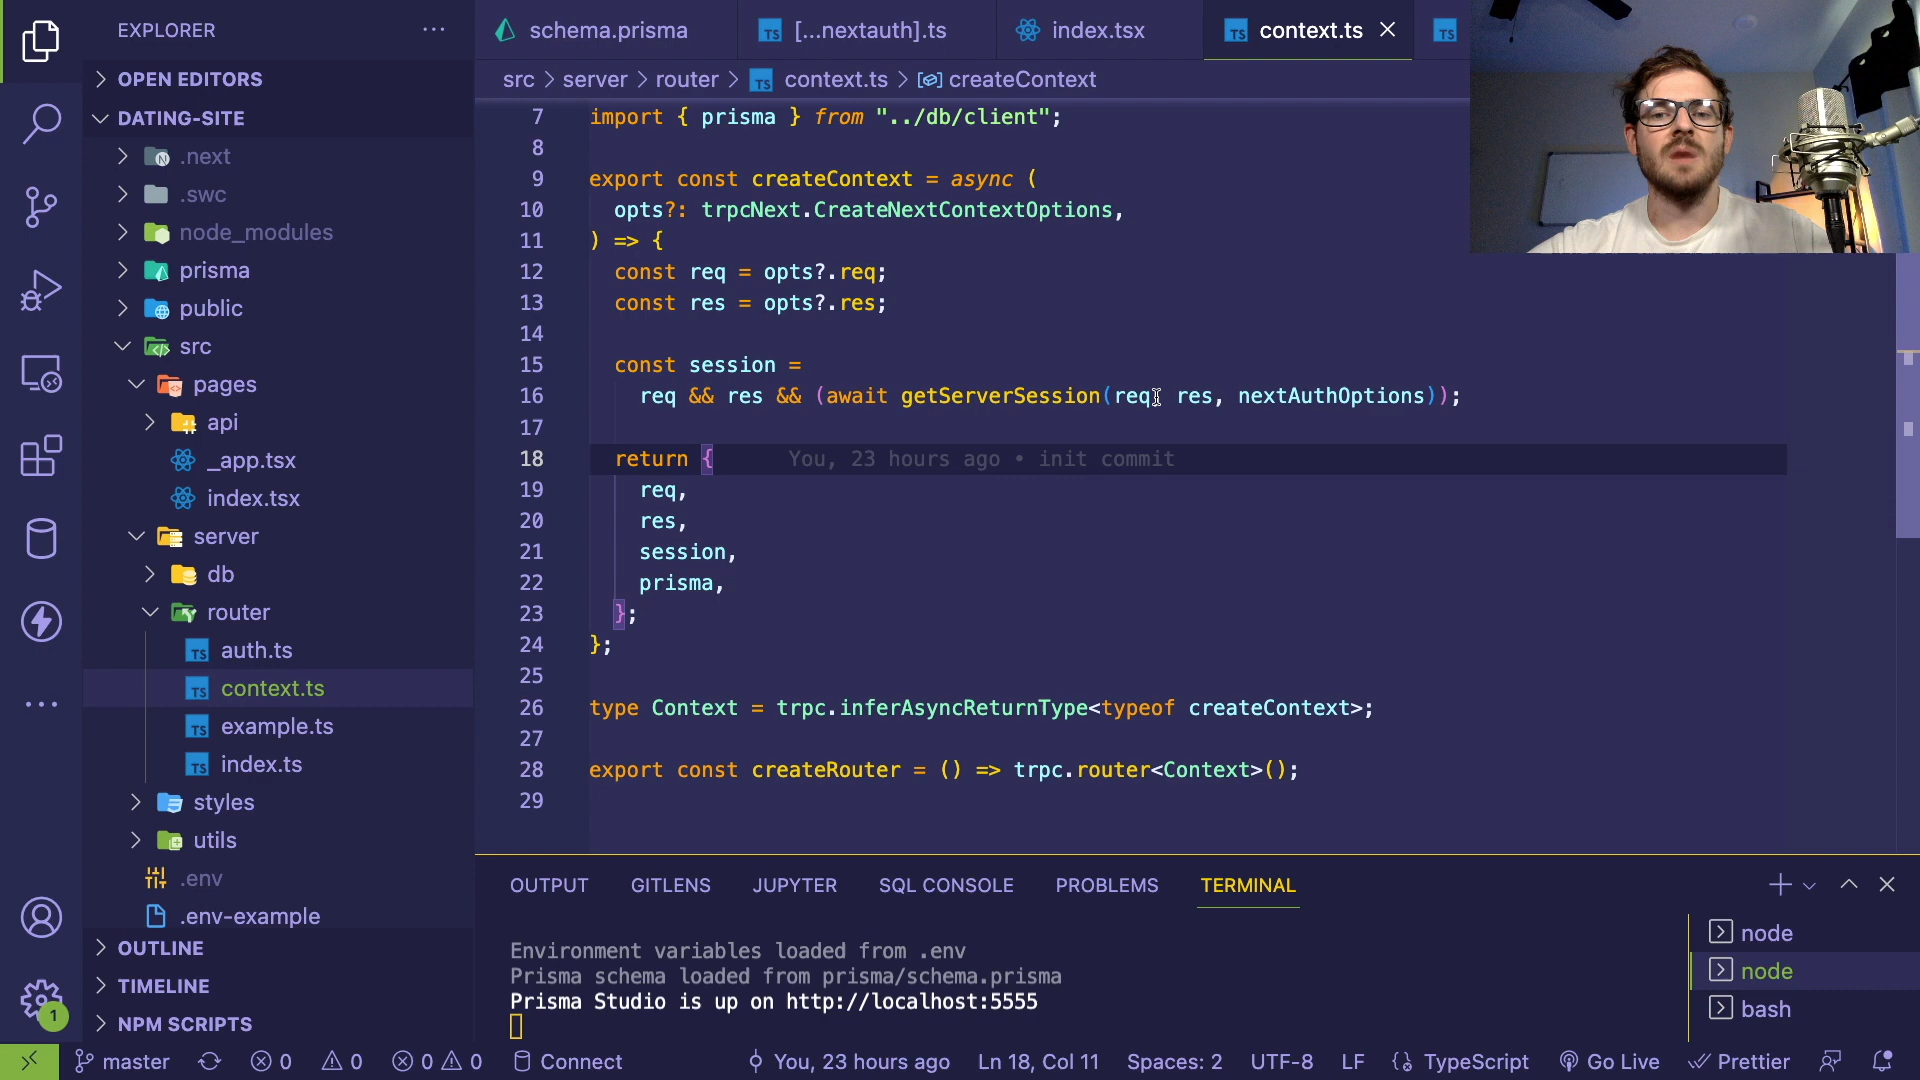 EXPLORER
OPEN EDITORS
DATING-SITE
.next
.swc
node_modules
prisma
public
src
pages
api
_app.tsx
index.tsx
server
db
router
auth.ts
context.ts
example.ts
index.ts
styles
utils
.env
.env-example
OUTLINE
TIMELINE
NPM SCRIPTS
1
schema.prisma
TS [...nextauth].ts
index.tsx
TS context.ts
TS
src > server > router > TS context.ts > createContext
7 import { prisma } from "../db/client";
8
9 export const createContext = async (
10 opts?: trpcNext.CreateNextContextOptions,
11 ) => {
12 const req = opts?.req;
13 const res = opts?.res;
14
15 const session =
16 req && res && (await getServerSession(req, res, nextAuthOptions));
17
18 return { You, 23 hours ago • init commit
19 req,
20 res,
21 session,
22 prisma,
23 };
24 };
25
26 type Context = trpc.inferAsyncReturnType<typeof createContext>;
27
28 export const createRouter = () => trpc.router<Context>();
29
OUTPUT GITLENS JUPYTER SQL CONSOLE PROBLEMS TERMINAL
Environment variables loaded from .env
Prisma schema loaded from prisma/schema.prisma
Prisma Studio is up on http://localhost:5555
node
node
bash
master 0 0 0 0 Connect You, 23 hours ago Ln 18, Col 11 Spaces: 2 UTF-8 LF TypeScript Go Live Prettier